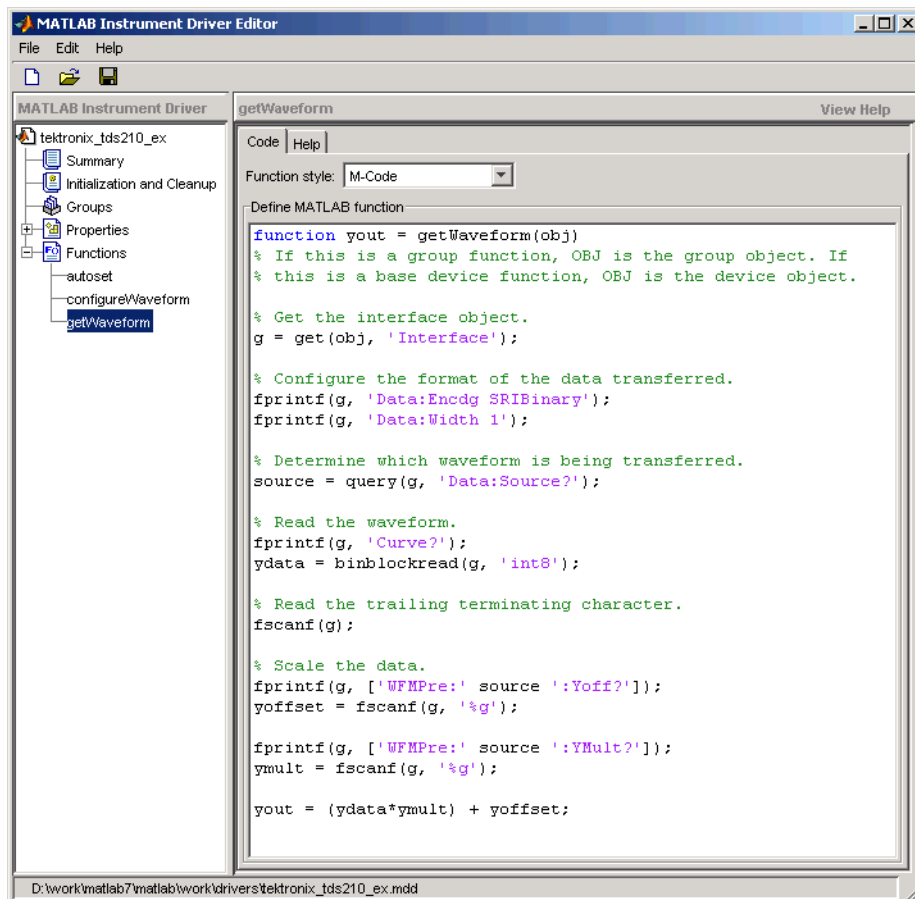 MATLAB Instrument Driver Editor
File Edit Help
MATLAB Instrument Driver
tektronix_tds210_ex
Summary
Initialization and Cleanup
Groups
Properties
Functions
autoset
configureWaveform
getWaveform
getWaveform View Help
Code Help
Function style: M-Code
Define MATLAB function
function yout = getWaveform(obj)
% If this is a group function, OBJ is the group object. If
% this is a base device function, OBJ is the device object.
% Get the interface object.
g = get(obj, 'Interface');
% Configure the format of the data transferred.
fprintf(g, 'Data:Encdg SRIBinary');
fprintf(g, 'Data:Width 1');
% Determine which waveform is being transferred.
source = query(g, 'Data:Source?');
% Read the waveform.
fprintf(g, 'Curve?');
ydata = binblockread(g, 'int8');
% Read the trailing terminating character.
fscanf(g);
% Scale the data.
fprintf(g, ['WFMPre:' source ':Yoff?']);
yoffset = fscanf(g, '%g');
fprintf(g, ['WFMPre:' source ':YMult?']);
ymult = fscanf(g, '%g');
yout = (ydata*ymult) + yoffset;
D:\work\matlab7\matlab\work\drivers\tektronix_tds210_ex.mdd